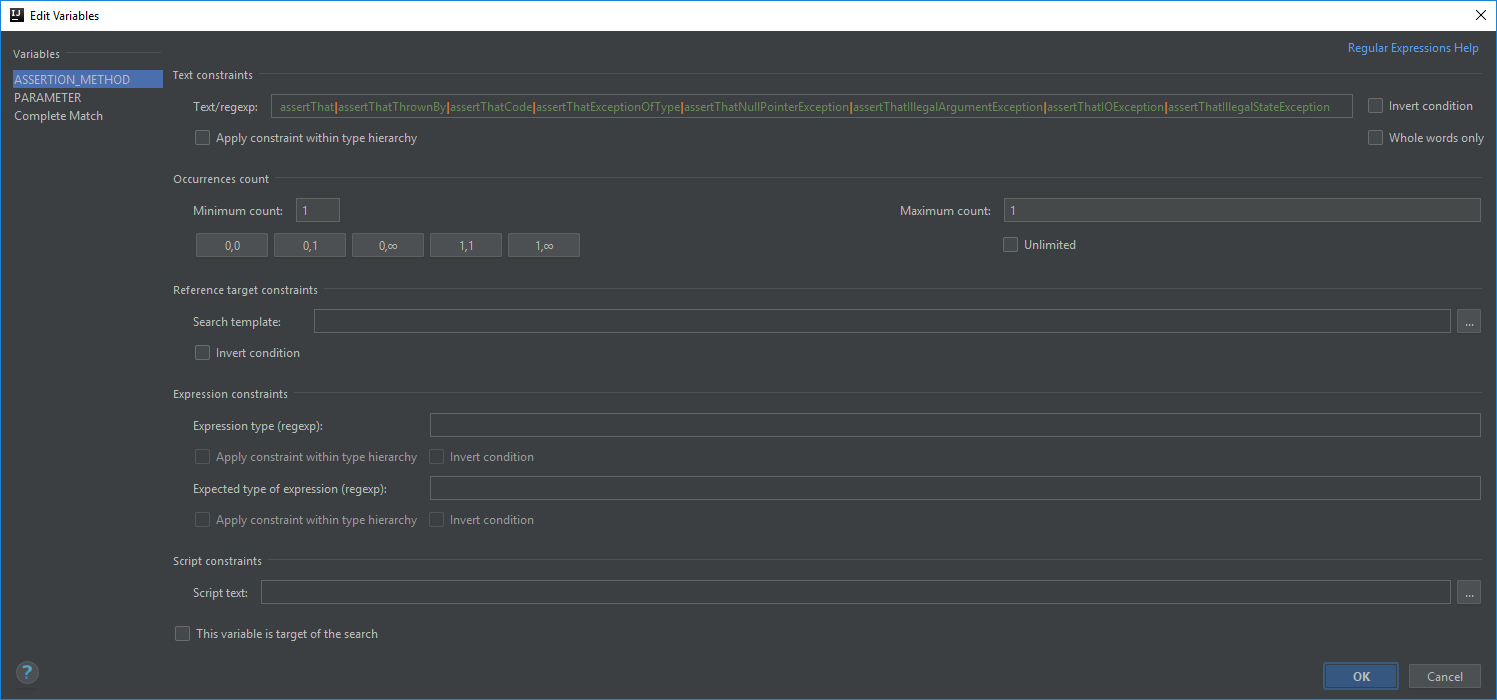 IJ Edit Variables
Variables
Regular Expressions Help
ASSERTION_METHOD
PARAMETER
Complete Match
Text constraints
Text/regexp: assertThat|assertThatThrownBy|assertThatCode|assertThatExceptionOfType|assertThatNullPointerException|assertThatIllegalArgumentException|assertThatIOException|assertThatIllegalStateException Invert condition
Apply constraint within type hierarchy Whole words only
Occurrences count
Minimum count: 1 Maximum count: 1
0,0 0,1 0,∞ 1,1 1,∞ Unlimited
Reference target constraints
Search template: ...
Invert condition
Expression constraints
Expression type (regexp):
Apply constraint within type hierarchy Invert condition
Expected type of expression (regexp):
Apply constraint within type hierarchy Invert condition
Script constraints
Script text: ...
This variable is target of the search
? OK Cancel